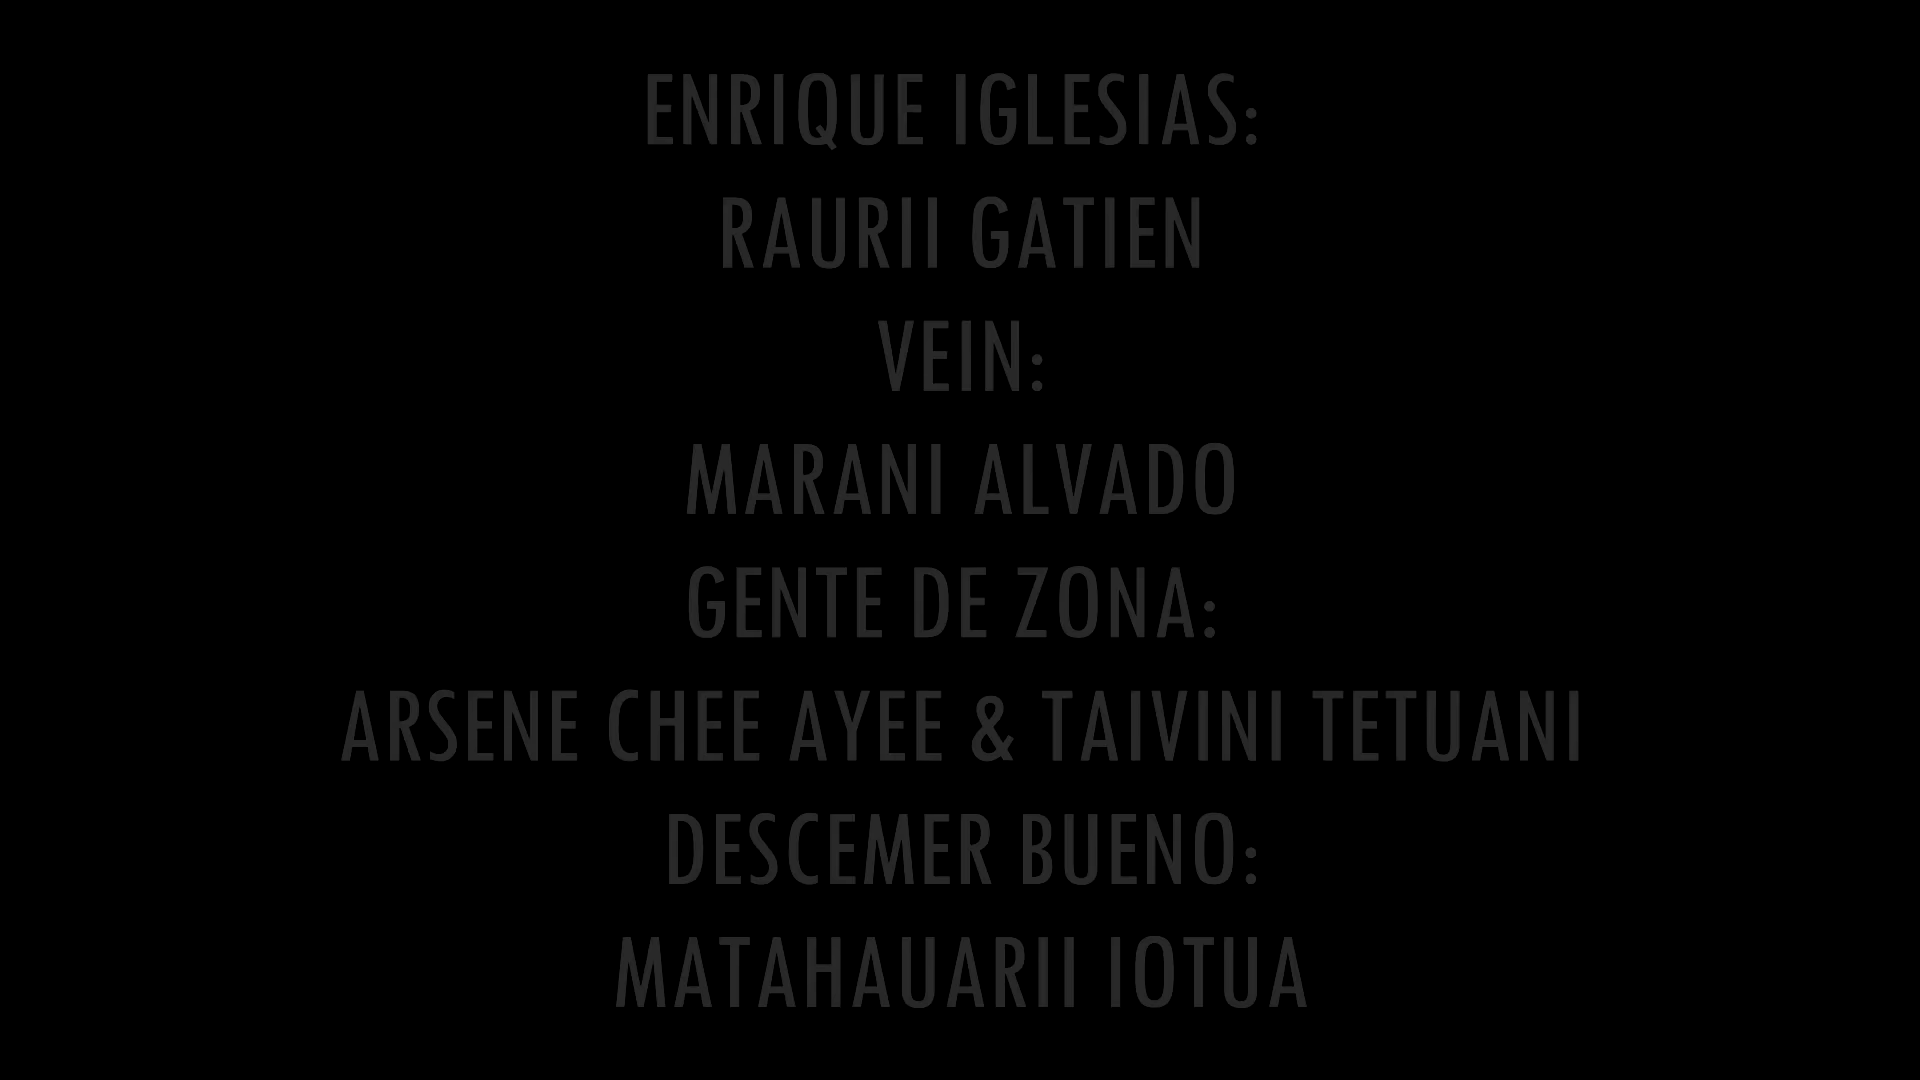 ENRIQUE IGLESIAS:
RAURII GATIEN
VEIN:
MARANI ALVADO
GENTE DE ZONA:
ARSENE CHEE AYEE & TAIVINI TETUANI
DESCEMER BUENO:
MATAHAUARII IOTUA